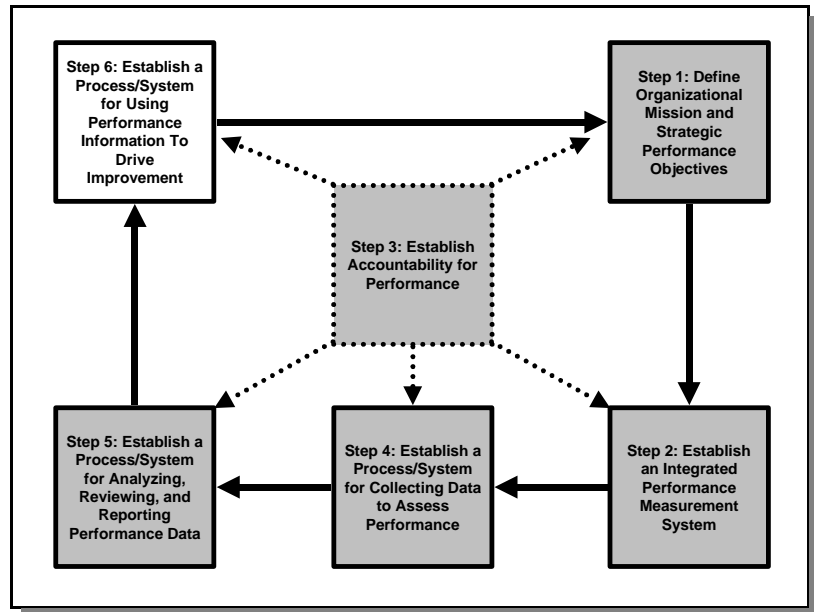 Step 6: Establish a
Process/System
for Using
Performance
Information To
Drive
Improvement
Step 1: Define
Organizational
Mission and
Strategic
Performance
Objectives
Step 3: Establish
Accountability for
Performance
Step 5: Establish a
Process/System
for Analyzing,
Reviewing, and
Reporting
Performance Data
Step 4: Establish a
Process/System
for Collecting Data
to Assess
Performance
Step 2: Establish
an Integrated
Performance
Measurement
System